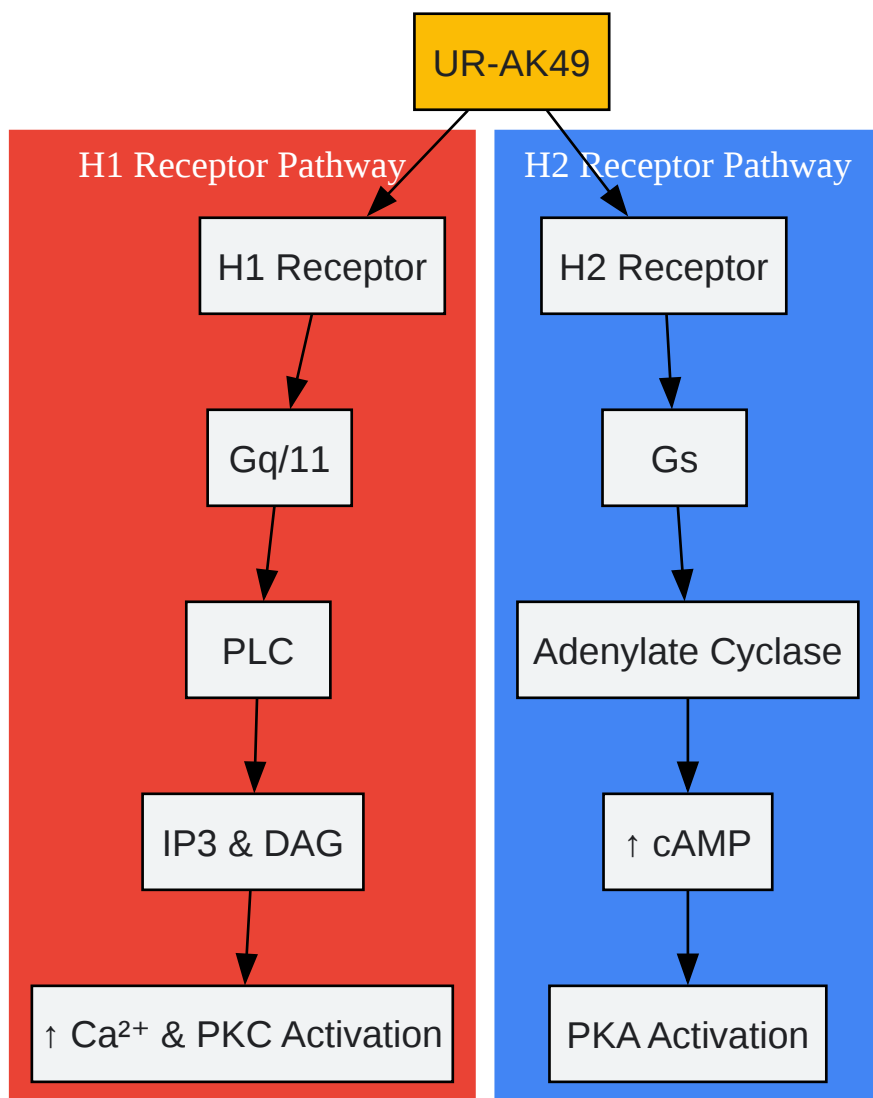 UR-AK49
H1 Receptor Pathway
H1 Receptor
Gq/11
PLC
IP3 & DAG
↑ Ca²⁺ & PKC Activation
H2 Receptor Pathway
H2 Receptor
Gs
Adenylate Cyclase
↑ cAMP
PKA Activation